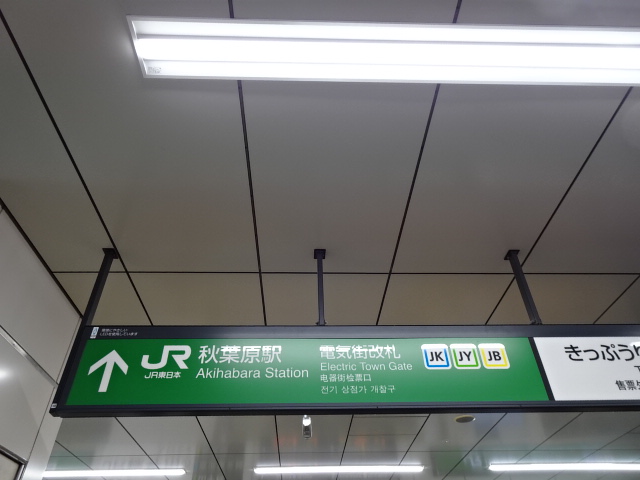 JR
JR東日本
秋葉原駅
Akihabara Station
電気街改札
Electric Town Gate
电器街检票口
전기 상점가 개찰구
JK JY JB
きっぷう
售票